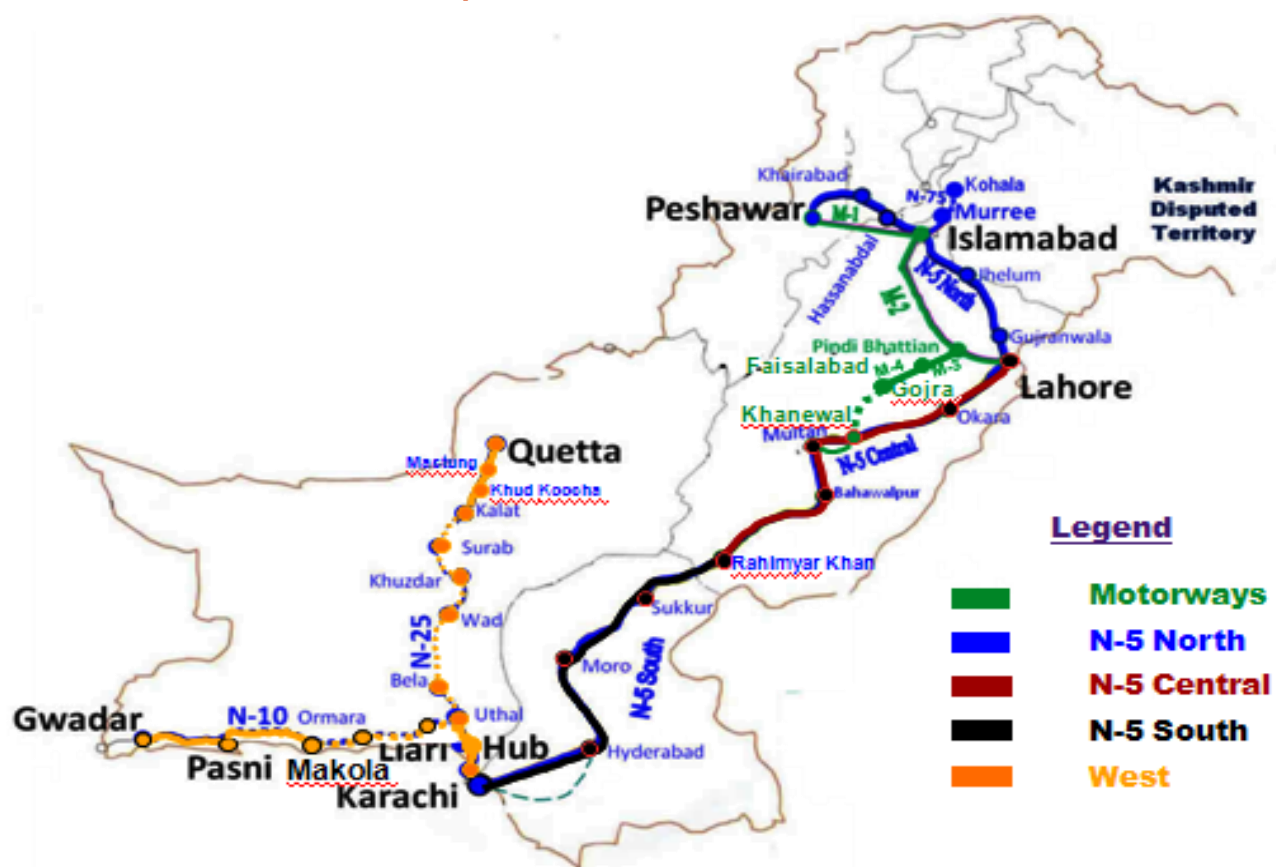 Khairabad
Kohala
N-75
Peshawar
M-1
Murree
Kashmir
Disputed
Territory
Islamabad
Hassanabdal
N-5 North
Jhelum
M-2
Pindi Bhattian
Gujranwala
Faisalabad
M-4
M-3
Gojra
Lahore
Khanewal
Okara
Multan
N-5 Central
Quetta
Mastung
Khud Koocha
Bahawalpur
Kalat
Legend
Surab
Rahimyar Khan
Khuzdar
Motorways
Sukkur
Wad
N-5 North
N-25
Moro
N-5 South
N-5 Central
Bela
Gwadar
N-10
Ormara
Uthal
N-5 South
Liari
Hub
Hyderabad
Pasni
Makola
West
Karachi